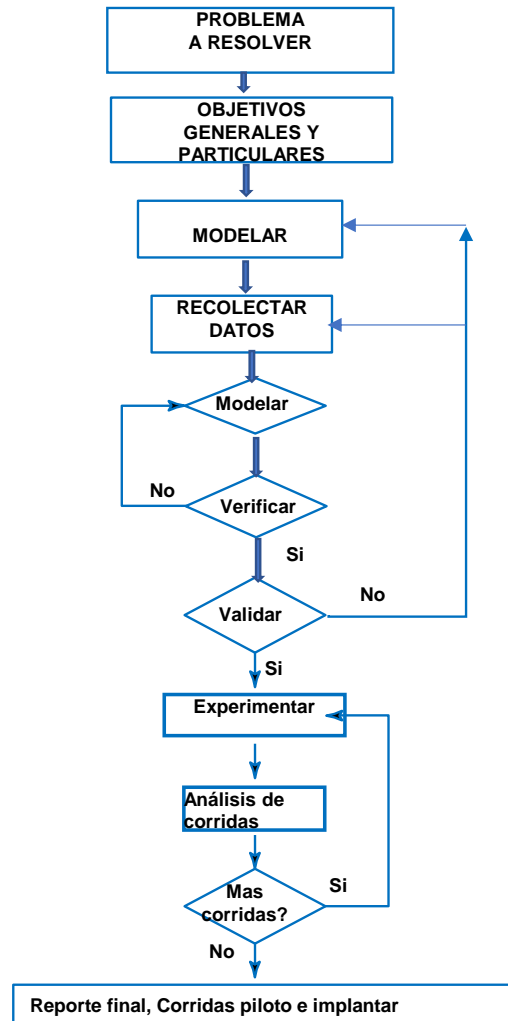 PROBLEMA
A RESOLVER
OBJETIVOS
GENERALES Y
PARTICULARES
MODELAR
RECOLECTAR
DATOS
Modelar
No
Verificar
Si
No
Validar
Si
Experimentar
Análisis de
corridas
Mas
corridas?
Si
No
Reporte final, Corridas piloto e implantar